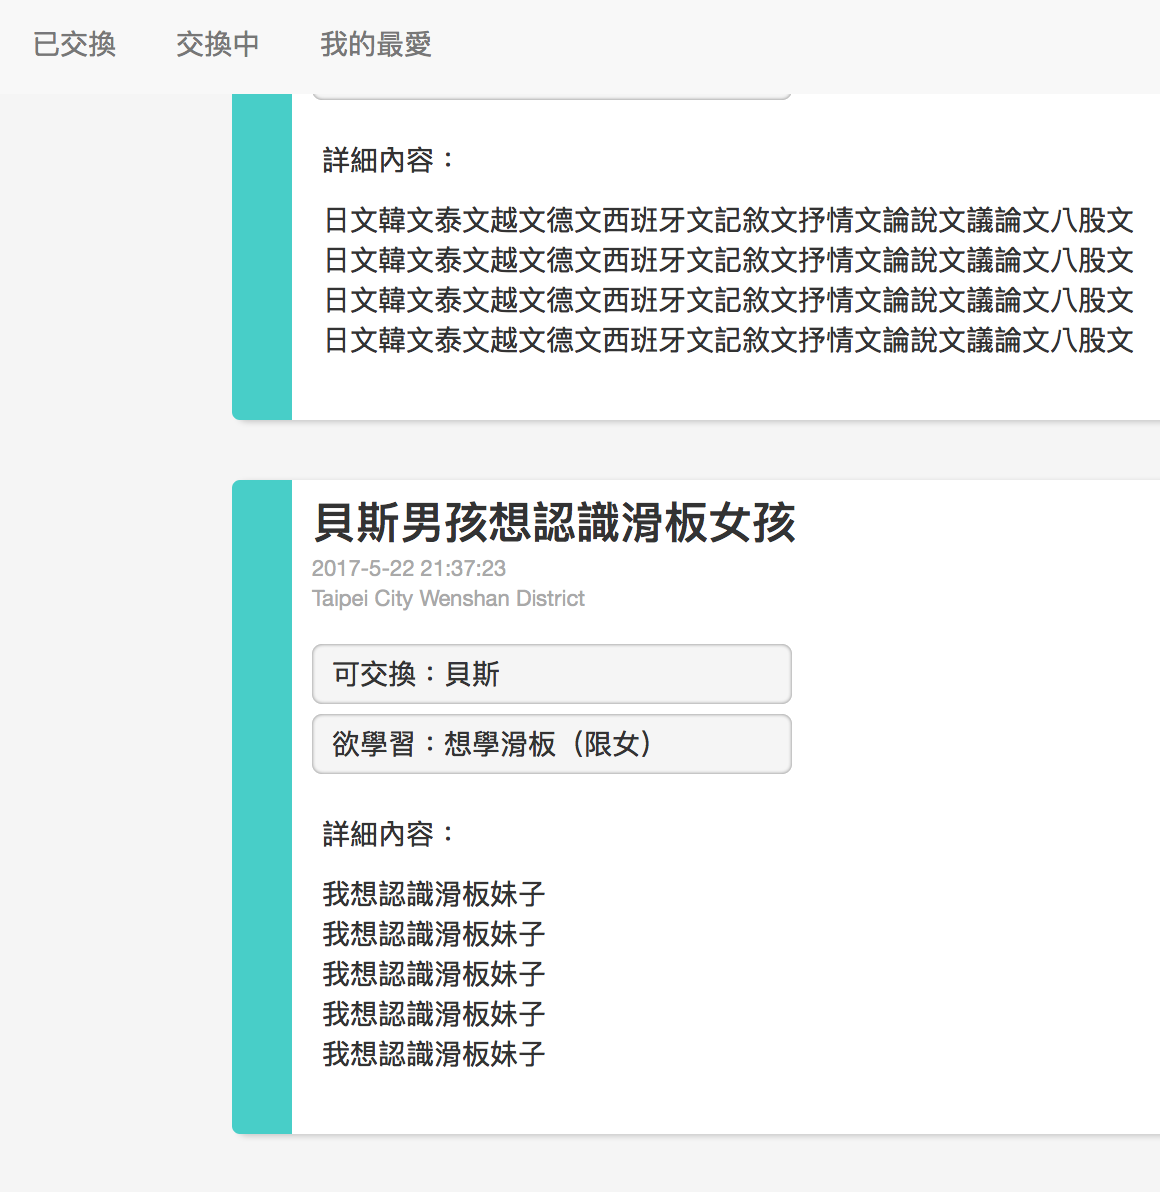 已交換 交換中 我的最愛
詳細內容：
日文韓文泰文越文德文西班牙文記敘文抒情文論說文議論文八股文
日文韓文泰文越文德文西班牙文記敘文抒情文論說文議論文八股文
日文韓文泰文越文德文西班牙文記敘文抒情文論說文議論文八股文
日文韓文泰文越文德文西班牙文記敘文抒情文論說文議論文八股文
貝斯男孩想認識滑板女孩
2017-5-22 21:37:23
Taipei City Wenshan District
可交換：貝斯
欲學習：想學滑板（限女）
詳細內容：
我想認識滑板妹子
我想認識滑板妹子
我想認識滑板妹子
我想認識滑板妹子
我想認識滑板妹子